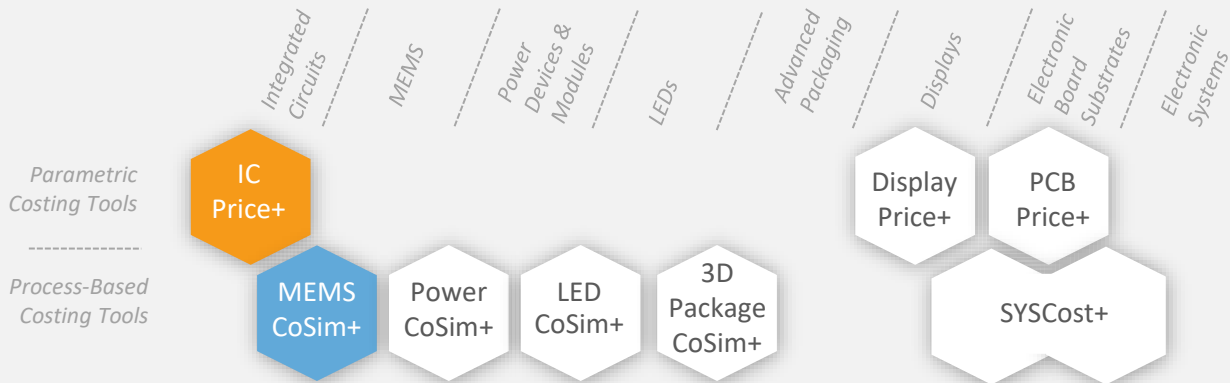 Integrated
Circuits
MEMS
Power
Devices &
Modules
LEDs
Advanced
Packaging
Displays
Electronic
Board
Substrates
Electronic
Systems
Parametric
Costing Tools
IC
Price+
Display
Price+
PCB
Price+
Process-Based
Costing Tools
MEMS
CoSim+
Power
CoSim+
LED
CoSim+
3D
Package
CoSim+
SYSCost+